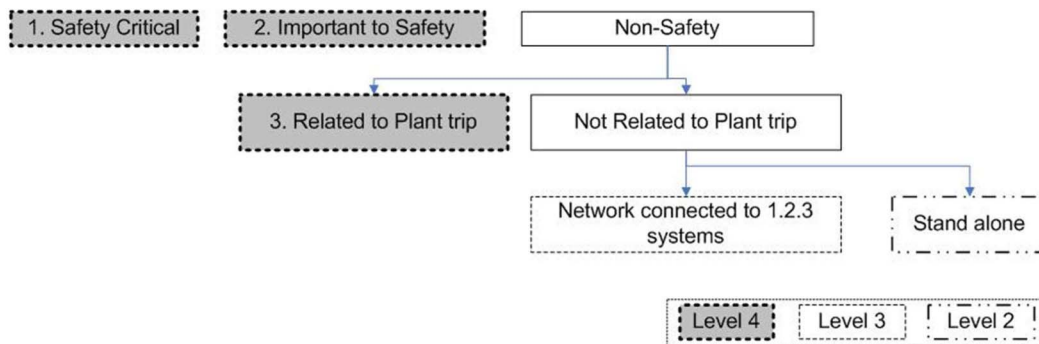 1. Safety Critical
2. Important to Safety
Non-Safety
3. Related to Plant trip
Not Related to Plant trip
Network connected to 1.2.3
systems
Stand alone
Level 4
Level 3
Level 2